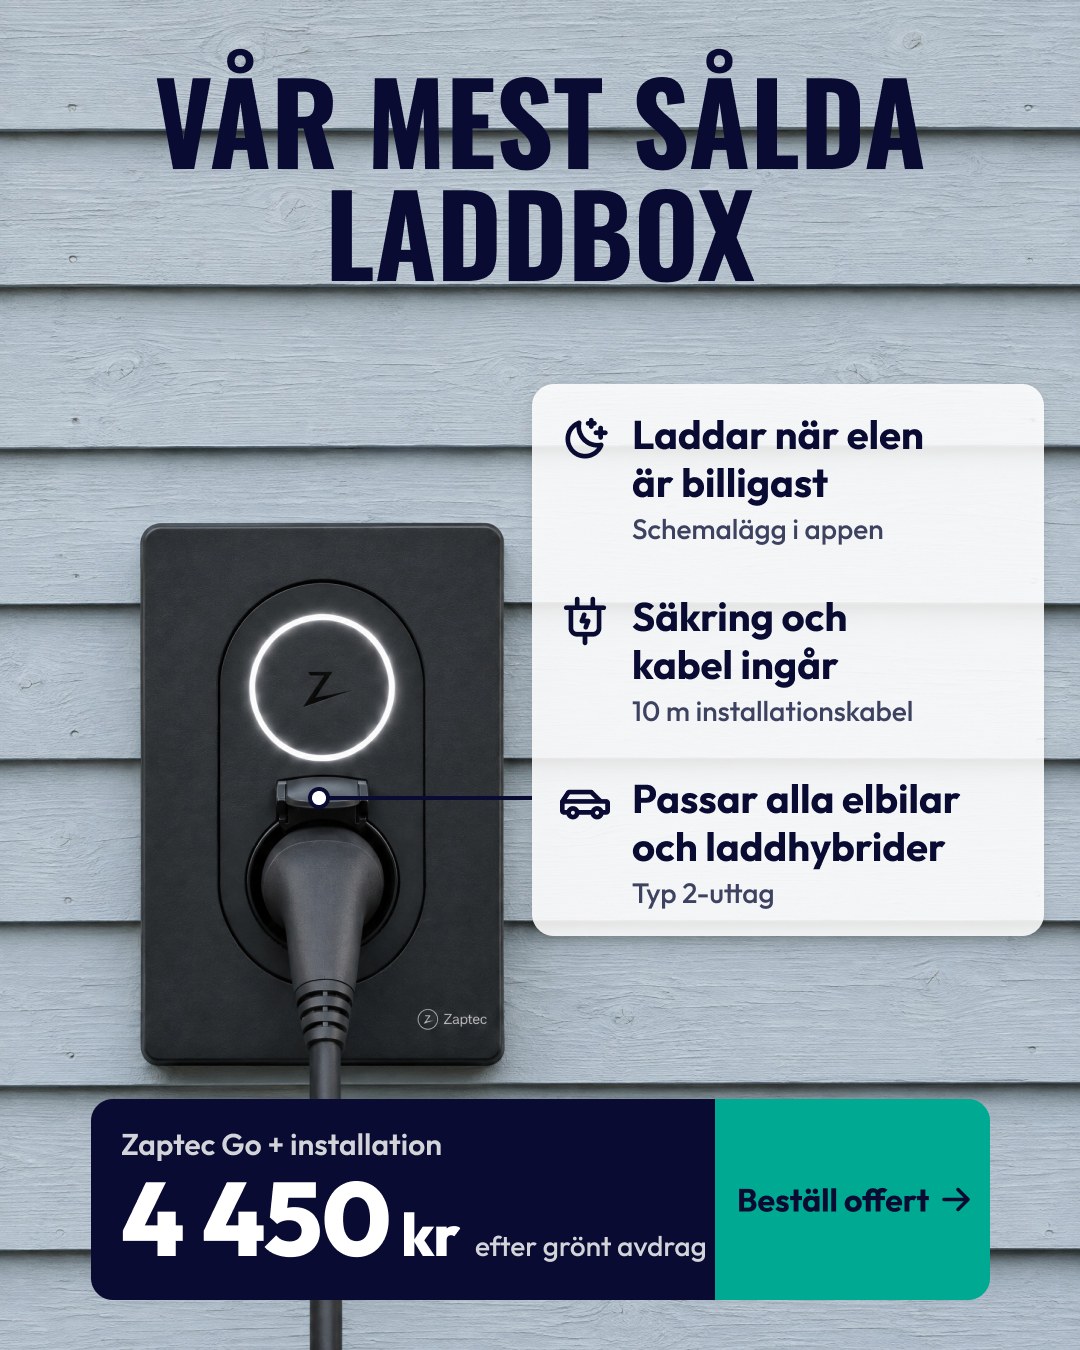 VÅR MEST SÅLDA
LADDBOX
Laddar när elen
är billigast
Schemalägg i appen
Säkring och
kabel ingår
10 m installationskabel
Passar alla elbilar
och laddhybrider
Typ 2-uttag
Zaptec
Zaptec Go + installation
4 450 kr efter grönt avdrag
Beställ offert →